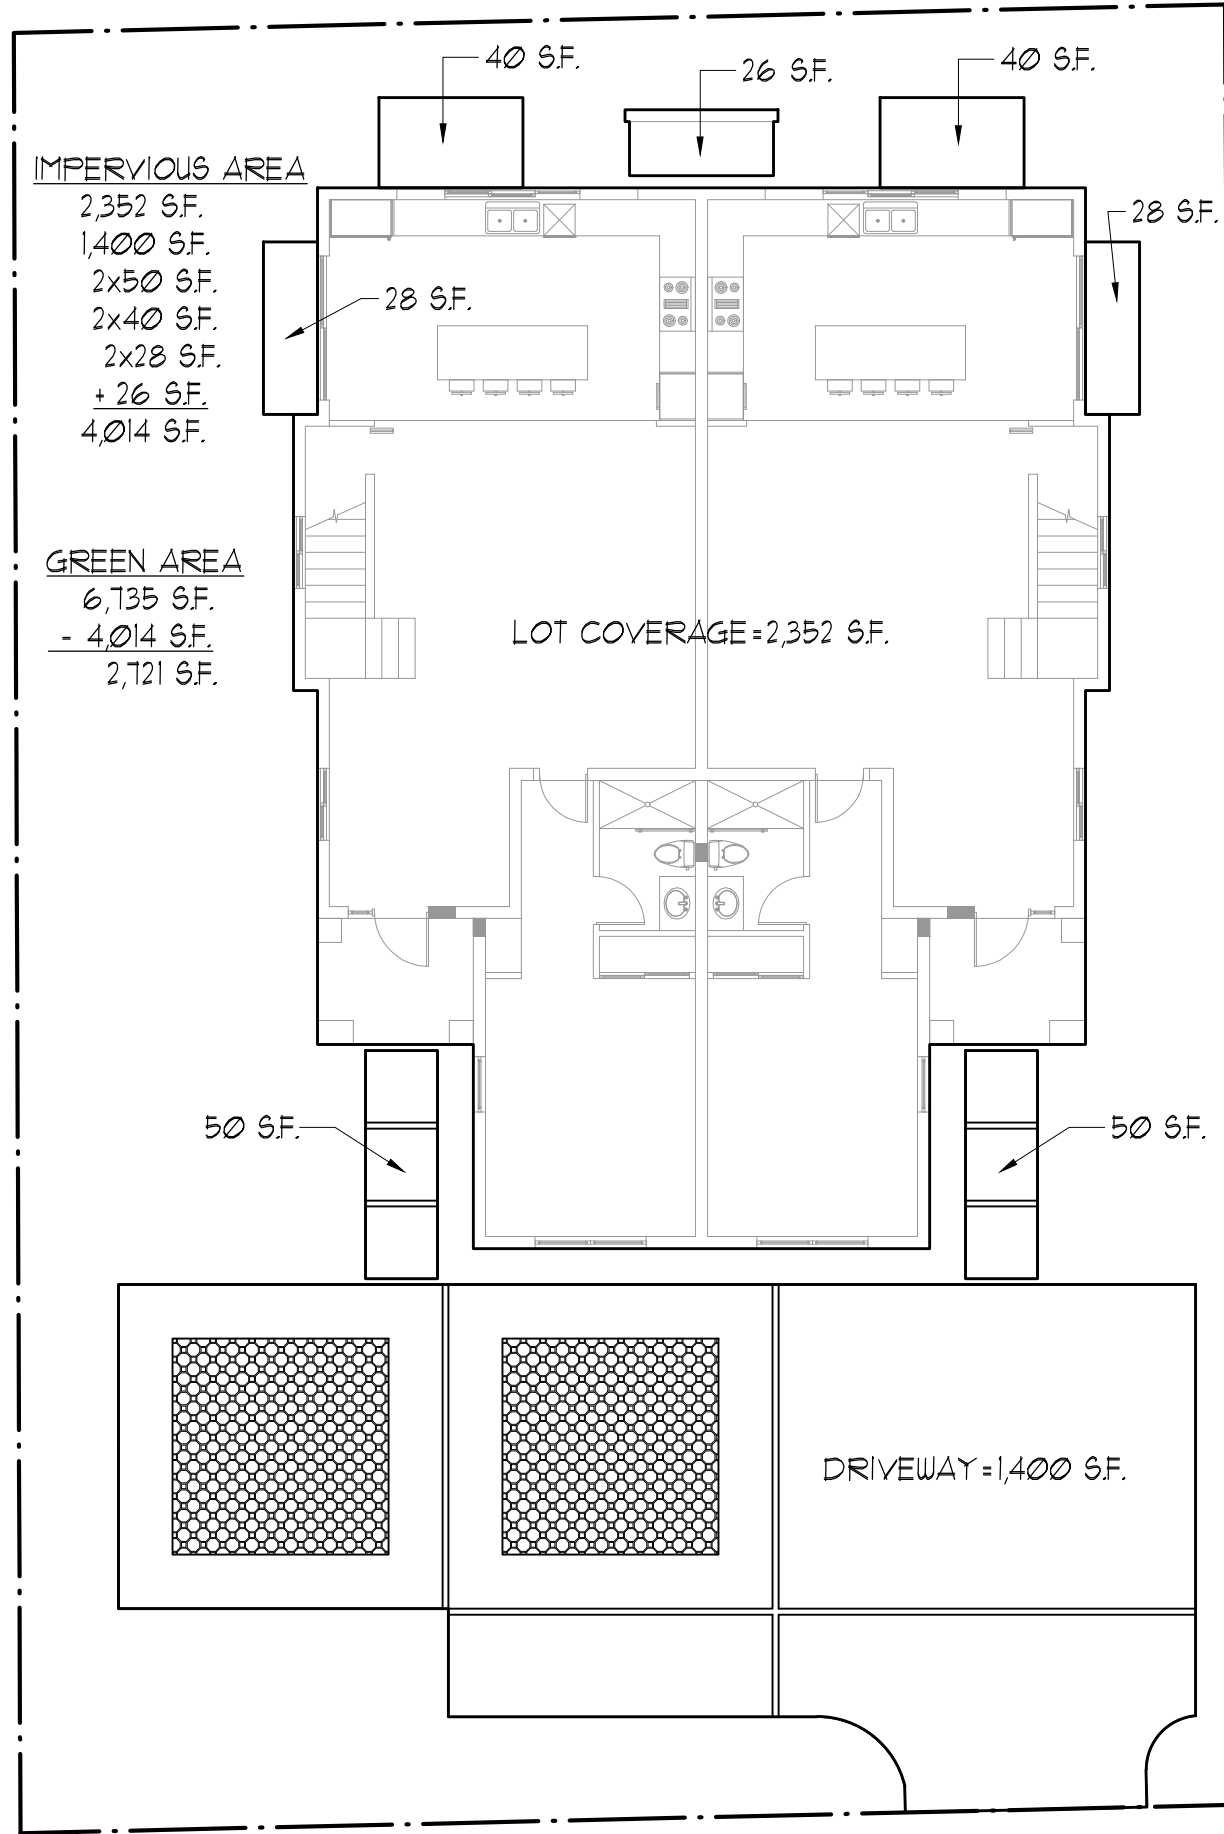 40 S.F.
26 S.F.
40 S.F.
IMPERVIOUS AREA
2,352 S.F.
1,400 S.F.
2x50 S.F.
2x40 S.F.
2x28 S.F.
+ 26 S.F.
4,014 S.F.
28 S.F.
28 S.F.
GREEN AREA
6,735 S.F.
- 4,014 S.F.
2,721 S.F.
LOT COVERAGE=2,352 S.F.
50 S.F.
50 S.F.
DRIVEWAY=1,400 S.F.